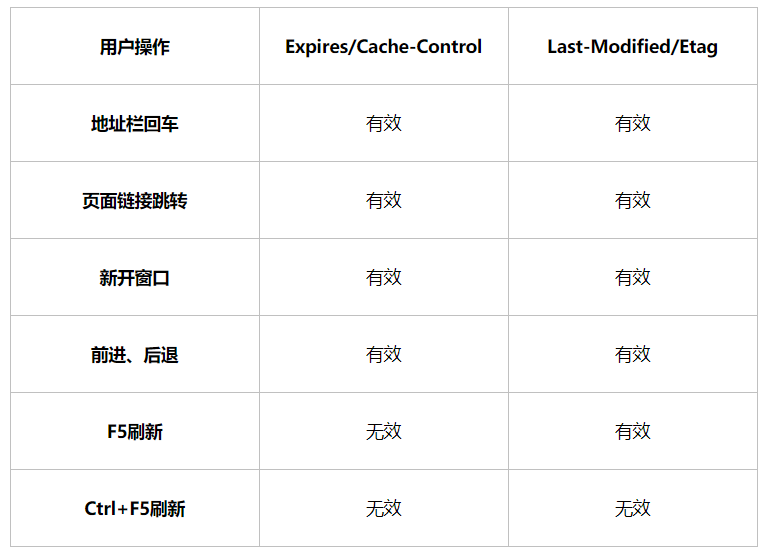 用户操作 Expires/Cache-Control Last-Modified/Etag
地址栏回车 有效 有效
页面链接跳转 有效 有效
新开窗口 有效 有效
前进、后退 有效 有效
F5刷新 无效 有效
Ctrl+F5刷新 无效 无效